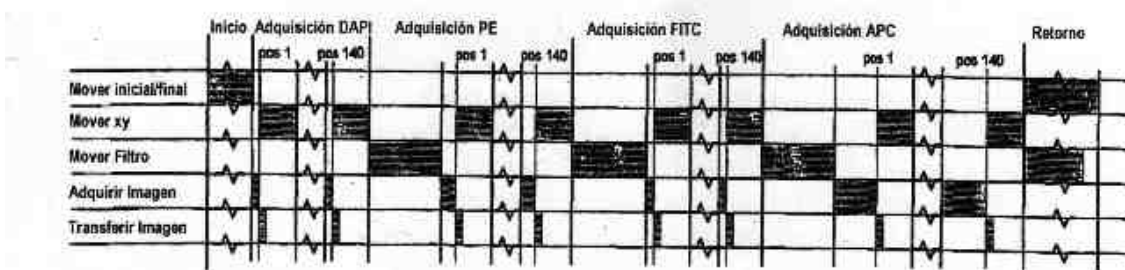 Inicio Adquisición DAPI Adquisición PE Adquisición FITC Adquisición APC Retorno
pos 1 pos 140 pos 1 pos 140 pos 1 pos 140 pos 1 pos 140
Mover inicial/final
Mover xy
Mover Filtro
Adquirir Imagen
Transferir Imagen